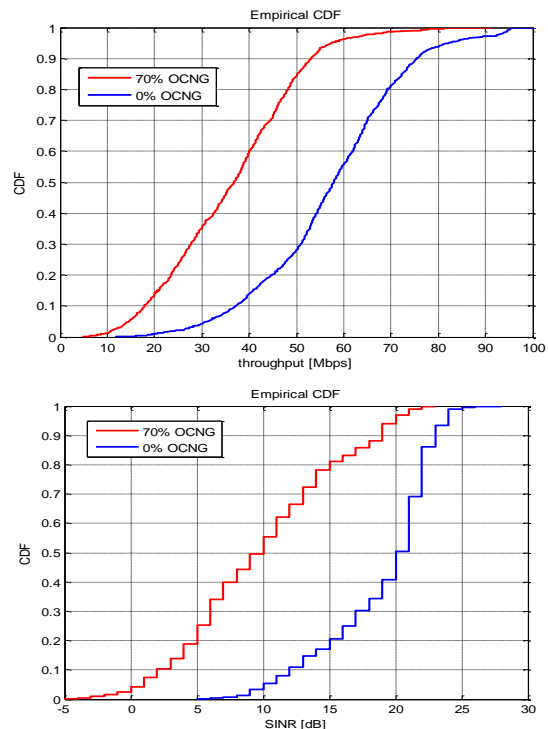 Empirical CDF
1
0.9
0.8
0.7
0.6
0.5
0.4
0.3
0.2
0.1
0
CDF
70% OCNG
0% OCNG
0 10 20 30 40 50 60 70 80 90 100
throughput [Mbps]
Empirical CDF
1
0.9
0.8
0.7
0.6
0.5
0.4
0.3
0.2
0.1
0
CDF
70% OCNG
0% OCNG
-5 0 5 10 15 20 25 30
SINR [dB]